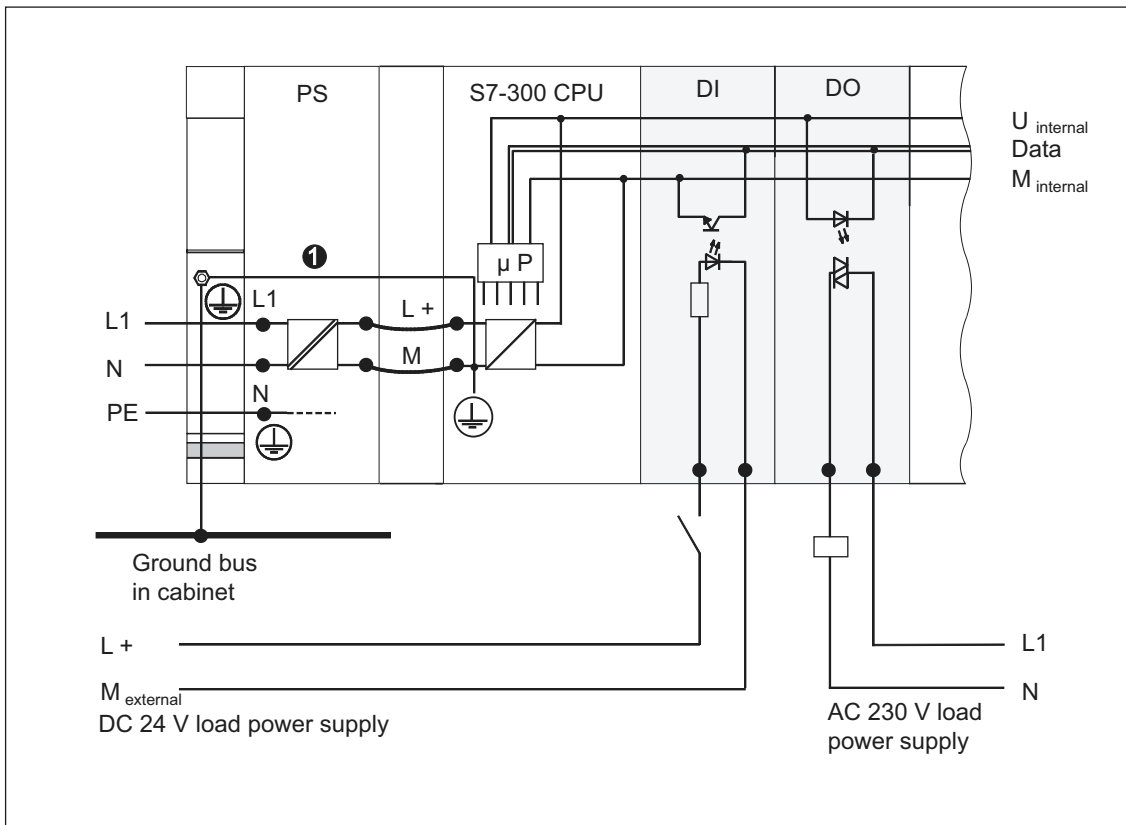 PS
S7-300 CPU
DI
DO
U internal
Data
M internal
1
µ P
L1
L +
L1
N
M
N
PE
Ground bus
in cabinet
L +
M external
DC 24 V load power supply
L1
N
AC 230 V load
power supply